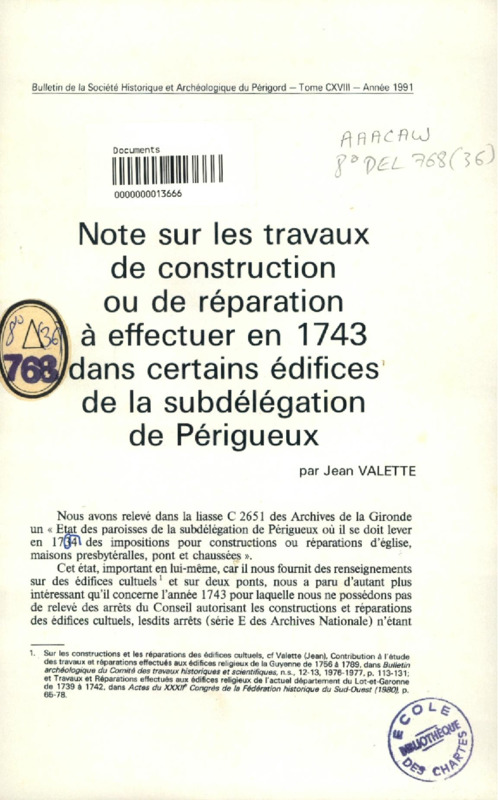 Bulletin de la Société Historique et Archéologique du Périgord — Tome CXVIII — Année 1991
AAACAW
8° DEL 768 (36)
Documents
0000000013666
Note sur les travaux
de construction
ou de réparation
à effectuer en 1743
dans certains édifices
de la subdélégation
de Périgueux
8° Δ (36)
768
par Jean VALETTE
Nous avons relevé dans la liasse C 2651 des Archives de la Gironde
un « Etat des paroisses de la subdélégation de Périgueux où il se doit lever
en 1734 des impositions pour constructions ou réparations d'église,
maisons presbytéralles, pont et chaussées ».
Cet état, important en lui-même, car il nous fournit des renseignements
sur des édifices cultuels¹ et sur deux ponts, nous a paru d'autant plus
intéressant qu'il concerne l'année 1743 pour laquelle nous ne possédons pas
de relevé des arrêts du Conseil autorisant les constructions et réparations
des édifices cultuels, lesdits arrêts (série E des Archives Nationale) n'étant
1. Sur les constructions et les réparations des édifices cultuels, cf Valette (Jean), Contribution à l'étude
des travaux et réparations effectués aux édifices religieux de la Guyenne de 1756 à 1789, dans Bulletin
archéologique du Comité des travaux historiques et scientifiques, n.s., 12-13, 1976-1977, p. 113-131;
et Travaux et Réparations effectués aux édifices religieux de l'actuel département du Lot-et-Garonne
de 1739 à 1742, dans Actes du XXXIIᵉ Congrès de la Fédération historique du Sud-Ouest (1980), p.
65-78.
ECOLE
BIBLIOTHÈQUE
DES CHARTES